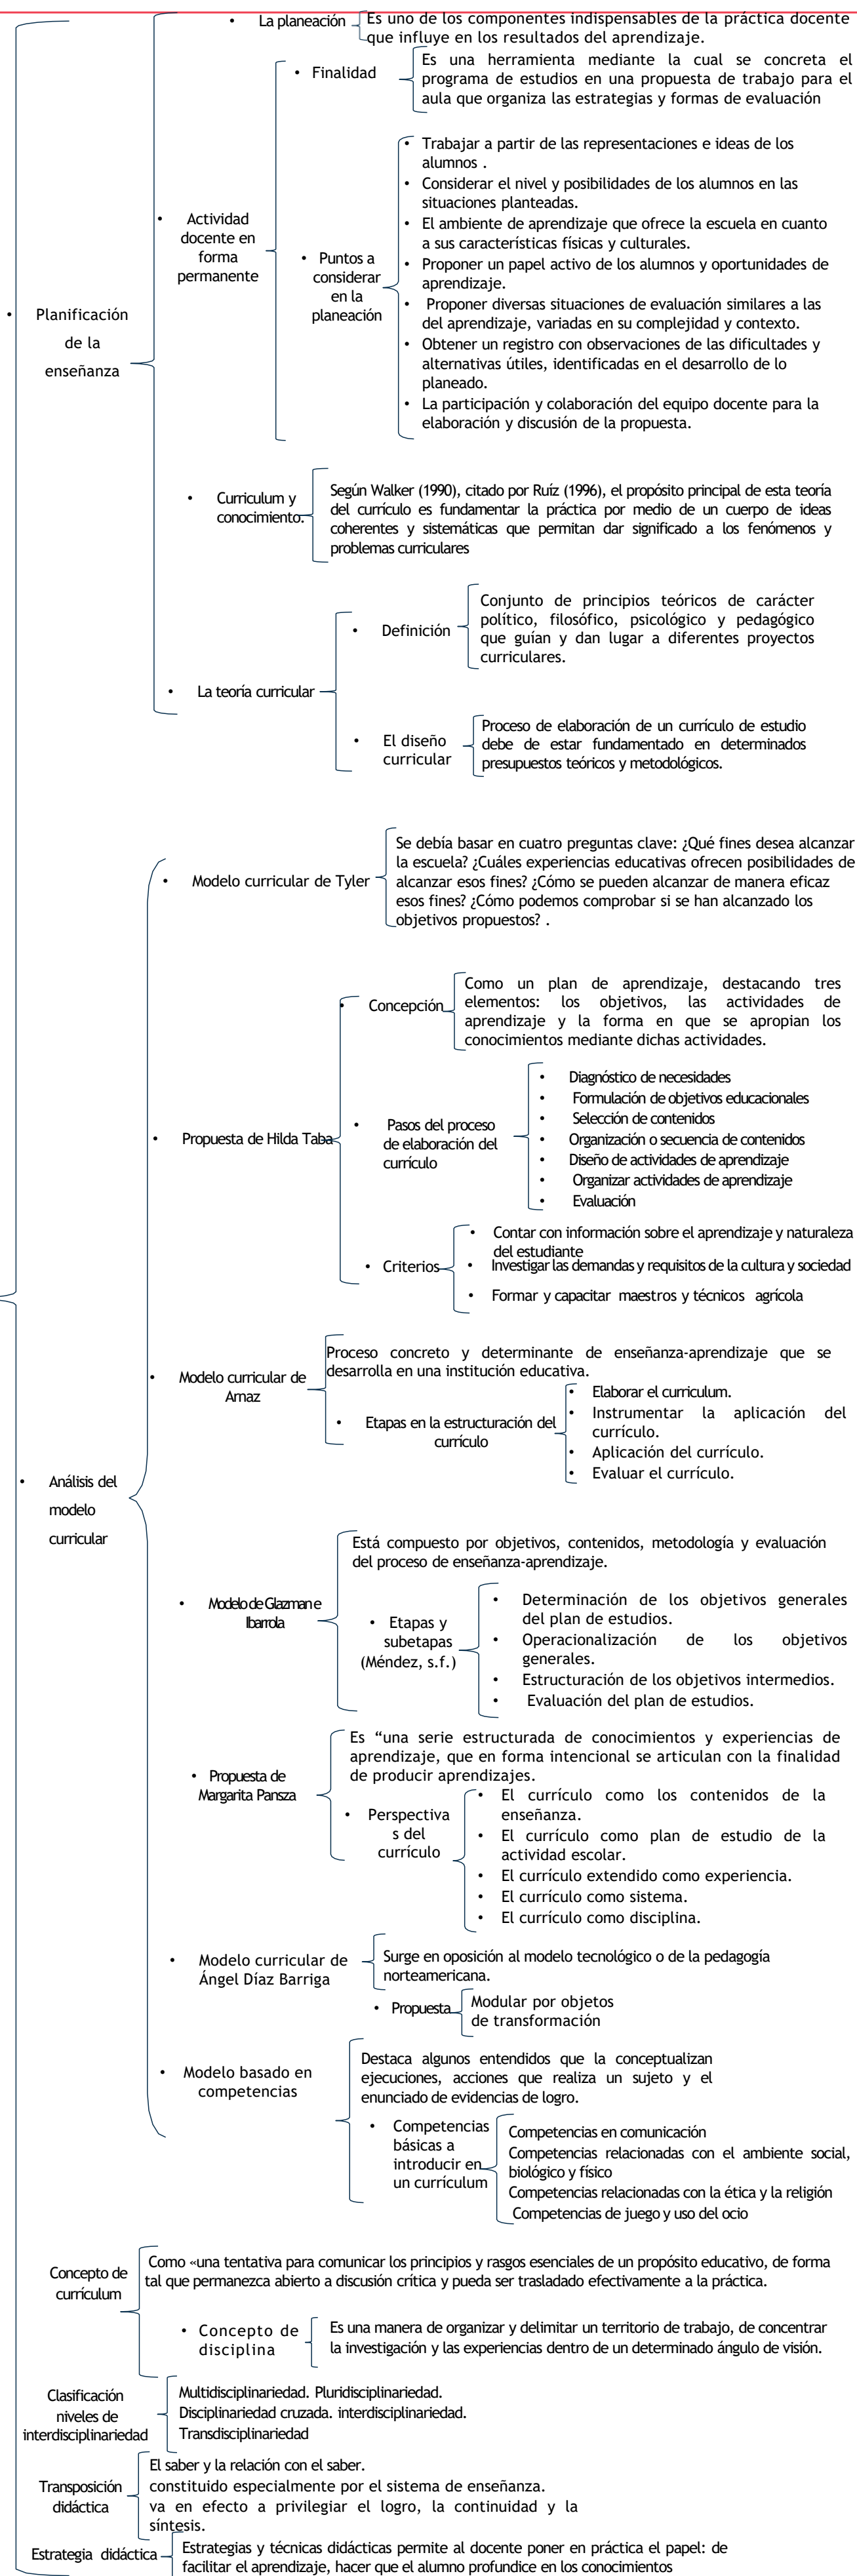 • La planeación
Es uno de los componentes indispensables de la práctica docente
que influye en los resultados del aprendizaje.
• Finalidad
Es una herramienta mediante la cual se concreta el
programa de estudios en una propuesta de trabajo para el
aula que organiza las estrategias y formas de evaluación
• Actividad
docente en
forma
permanente
• Puntos a
considerar
en la
planeación
• Trabajar a partir de las representaciones e ideas de los
alumnos .
• Considerar el nivel y posibilidades de los alumnos en las
situaciones planteadas.
• El ambiente de aprendizaje que ofrece la escuela en cuanto
a sus características físicas y culturales.
• Proponer un papel activo de los alumnos y oportunidades de
aprendizaje.
• Proponer diversas situaciones de evaluación similares a las
del aprendizaje, variadas en su complejidad y contexto.
• Obtener un registro con observaciones de las dificultades y
alternativas útiles, identificadas en el desarrollo de lo
planeado.
• La participación y colaboración del equipo docente para la
elaboración y discusión de la propuesta.
• Planificación
de la
enseñanza
• Curriculum y
conocimiento.
Según Walker (1990), citado por Ruíz (1996), el propósito principal de esta teoría
del currículo es fundamentar la práctica por medio de un cuerpo de ideas
coherentes y sistemáticas que permitan dar significado a los fenómenos y
problemas curriculares
• La teoría curricular
• Definición
Conjunto de principios teóricos de carácter
político, filosófico, psicológico y pedagógico
que guían y dan lugar a diferentes proyectos
curriculares.
• El diseño
curricular
Proceso de elaboración de un currículo de estudio
debe de estar fundamentado en determinados
presupuestos teóricos y metodológicos.
• Modelo curricular de Tyler
Se debía basar en cuatro preguntas clave: ¿Qué fines desea alcanzar
la escuela? ¿Cuáles experiencias educativas ofrecen posibilidades de
alcanzar esos fines? ¿Cómo se pueden alcanzar de manera eficaz
esos fines? ¿Cómo podemos comprobar si se han alcanzado los
objetivos propuestos? .
• Propuesta de Hilda Taba
• Concepción
Como un plan de aprendizaje, destacando tres
elementos: los objetivos, las actividades de
aprendizaje y la forma en que se apropian los
conocimientos mediante dichas actividades.
• Pasos del proceso
de elaboración del
currículo
• Diagnóstico de necesidades
• Formulación de objetivos educacionales
• Selección de contenidos
• Organización o secuencia de contenidos
• Diseño de actividades de aprendizaje
• Organizar actividades de aprendizaje
• Evaluación
• Criterios
• Contar con información sobre el aprendizaje y naturaleza
del estudiante
• Investigar las demandas y requisitos de la cultura y sociedad
• Formar y capacitar maestros y técnicos agrícola
• Modelo curricular de
Arnaz
Proceso concreto y determinante de enseñanza-aprendizaje que se
desarrolla en una institución educativa.
• Etapas en la estructuración del
currículo
• Elaborar el curriculum.
• Instrumentar la aplicación del
currículo.
• Aplicación del currículo.
• Evaluar el currículo.
• Análisis del
modelo
curricular
• Modelo de Glazman e
Ibarrola
Está compuesto por objetivos, contenidos, metodología y evaluación
del proceso de enseñanza-aprendizaje.
• Etapas y
subetapas
(Méndez, s.f.)
• Determinación de los objetivos generales
del plan de estudios.
• Operacionalización de los objetivos
generales.
• Estructuración de los objetivos intermedios.
• Evaluación del plan de estudios.
• Propuesta de
Margarita Pansza
Es “una serie estructurada de conocimientos y experiencias de
aprendizaje, que en forma intencional se articulan con la finalidad
de producir aprendizajes.
• Perspectiva
s del
currículo
• El currículo como los contenidos de la
enseñanza.
• El currículo como plan de estudio de la
actividad escolar.
• El currículo extendido como experiencia.
• El currículo como sistema.
• El currículo como disciplina.
• Modelo curricular de
Ángel Díaz Barriga
Surge en oposición al modelo tecnológico o de la pedagogía
norteamericana.
• Propuesta
Modular por objetos
de transformación
• Modelo basado en
competencias
Destaca algunos entendidos que la conceptualizan
ejecuciones, acciones que realiza un sujeto y el
enunciado de evidencias de logro.
• Competencias
básicas a
introducir en
un currículum
Competencias en comunicación
Competencias relacionadas con el ambiente social,
biológico y físico
Competencias relacionadas con la ética y la religión
Competencias de juego y uso del ocio
Concepto de
currículum
Como «una tentativa para comunicar los principios y rasgos esenciales de un propósito educativo, de forma
tal que permanezca abierto a discusión crítica y pueda ser trasladado efectivamente a la práctica.
• Concepto de
disciplina
Es una manera de organizar y delimitar un territorio de trabajo, de concentrar
la investigación y las experiencias dentro de un determinado ángulo de visión.
Clasificación
niveles de
interdisciplinariedad
Multidisciplinariedad. Pluridisciplinariedad.
Disciplinariedad cruzada. interdisciplinariedad.
Transdisciplinariedad
Transposición
didáctica
El saber y la relación con el saber.
constituido especialmente por el sistema de enseñanza.
va en efecto a privilegiar el logro, la continuidad y la
síntesis.
Estrategia didáctica
Estrategias y técnicas didácticas permite al docente poner en práctica el papel: de
facilitar el aprendizaje, hacer que el alumno profundice en los conocimientos